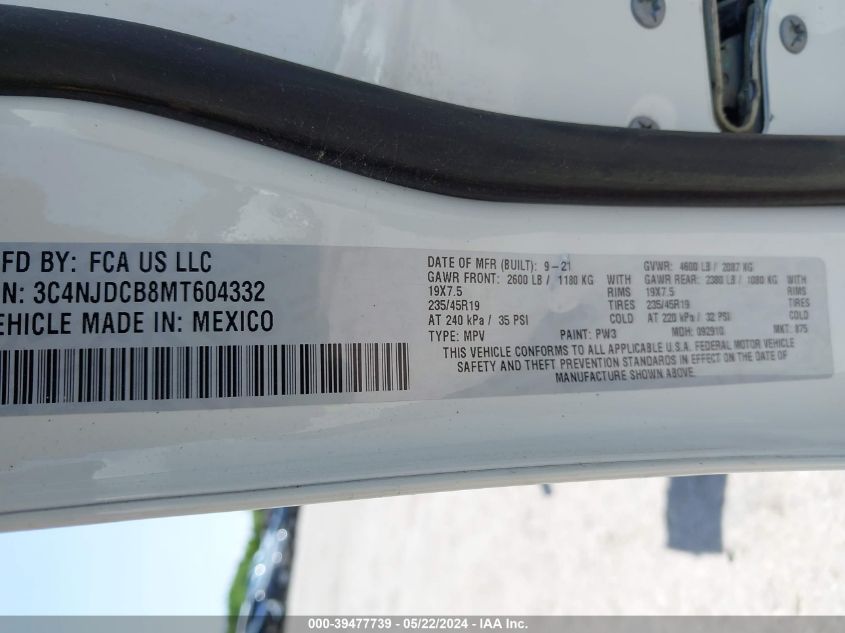 FD BY: FCA US LLC
N: 3C4NJDCB8MT604332
EHICLE MADE IN: MEXICO
DATE OF MFR (BUILT): 9-21 GVWR: 4600 LB / 2087 KG
GAWR FRONT: 2600 LB / 1180 KG WITH GAWR REAR: 2380 LB / 1080 KG WITH
19X7.5 RIMS 19X7.5 RIMS
235/45R19 TIRES 235/45R19 TIRES
AT 240 kPa / 35 PSI COLD AT 220 kPa / 32 PSI COLD
TYPE: MPV PAINT: PW3 MDH: 092910 MKT: 875
THIS VEHICLE CONFORMS TO ALL APPLICABLE U.S.A. FEDERAL MOTOR VEHICLE
SAFETY AND THEFT PREVENTION STANDARDS IN EFFECT ON THE DATE OF
MANUFACTURE SHOWN ABOVE.
000-39477739 - 05/22/2024 - IAA Inc.